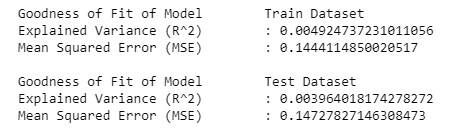 Goodness of Fit of Model        Train Dataset
Explained Variance (R^2)        : 0.004924737231011056
Mean Squared Error (MSE)        : 0.1444114850020517

Goodness of Fit of Model        Test Dataset
Explained Variance (R^2)        : 0.003964018174278272
Mean Squared Error (MSE)        : 0.14727827146308473